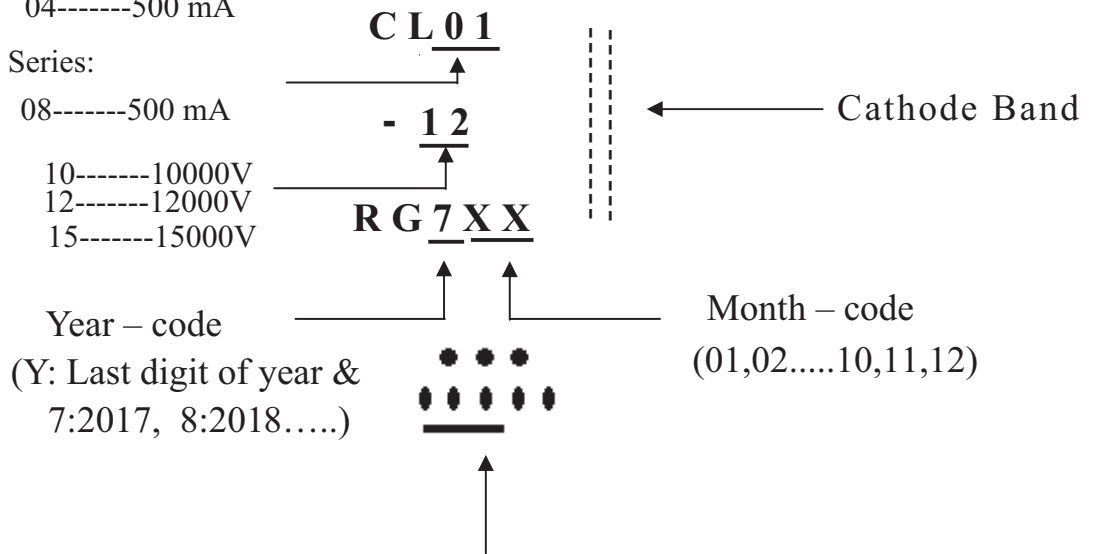 04-------500 mA
Series:
08-------500 mA
10-------10000V
12-------12000V
15-------15000V
C L 0 1
- 1 2
R G 7 X X
Cathode Band
Year – code
(Y: Last digit of year &
7:2017, 8:2018…..)
Month – code
(01,02.....10,11,12)